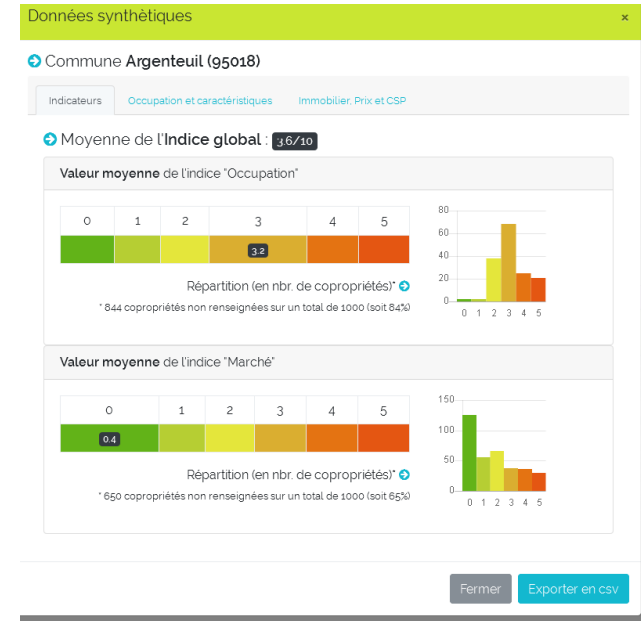 Données synthètiques ×
Commune Argenteuil (95018)
Indicateurs Occupation et caractéristiques Immobilier, Prix et CSP
Moyenne de l'Indice global : 3.6/10
Valeur moyenne de l'indice "Occupation"
0 1 2 3 4 5
3.2
Répartition (en nbr. de copropriétés)*
* 844 copropriétés non renseignées sur un total de 1000 (soit 84%)
80
60
40
20
0
0 1 2 3 4 5
Valeur moyenne de l'indice "Marché"
0 1 2 3 4 5
0.4
Répartition (en nbr. de copropriétés)*
* 650 copropriétés non renseignées sur un total de 1000 (soit 65%)
150
100
50
0
0 1 2 3 4 5
Fermer Exporter en csv